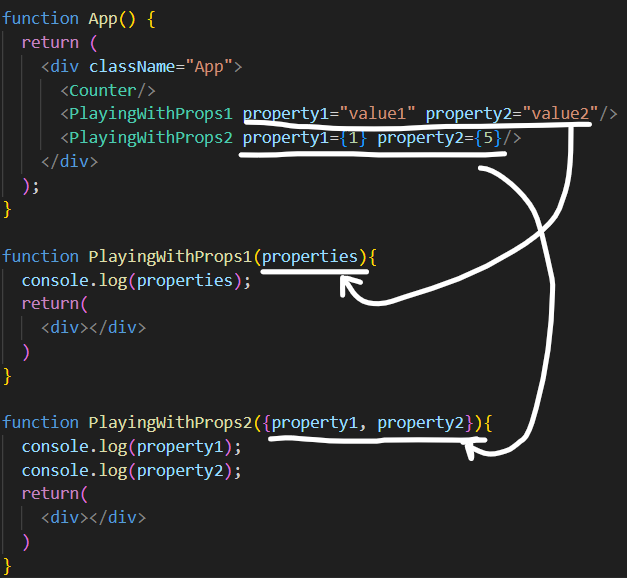 function App() {
return (
<div className="App">
<Counter/>
<PlayingWithProps1 property1="value1" property2="value2"/>
<PlayingWithProps2 property1={1} property2={5}/>
</div>
);
}
function PlayingWithProps1(properties){
console.log(properties);
return(
<div></div>
)
}
function PlayingWithProps2({property1, property2}){
console.log(property1);
console.log(property2);
return(
<div></div>
)
}